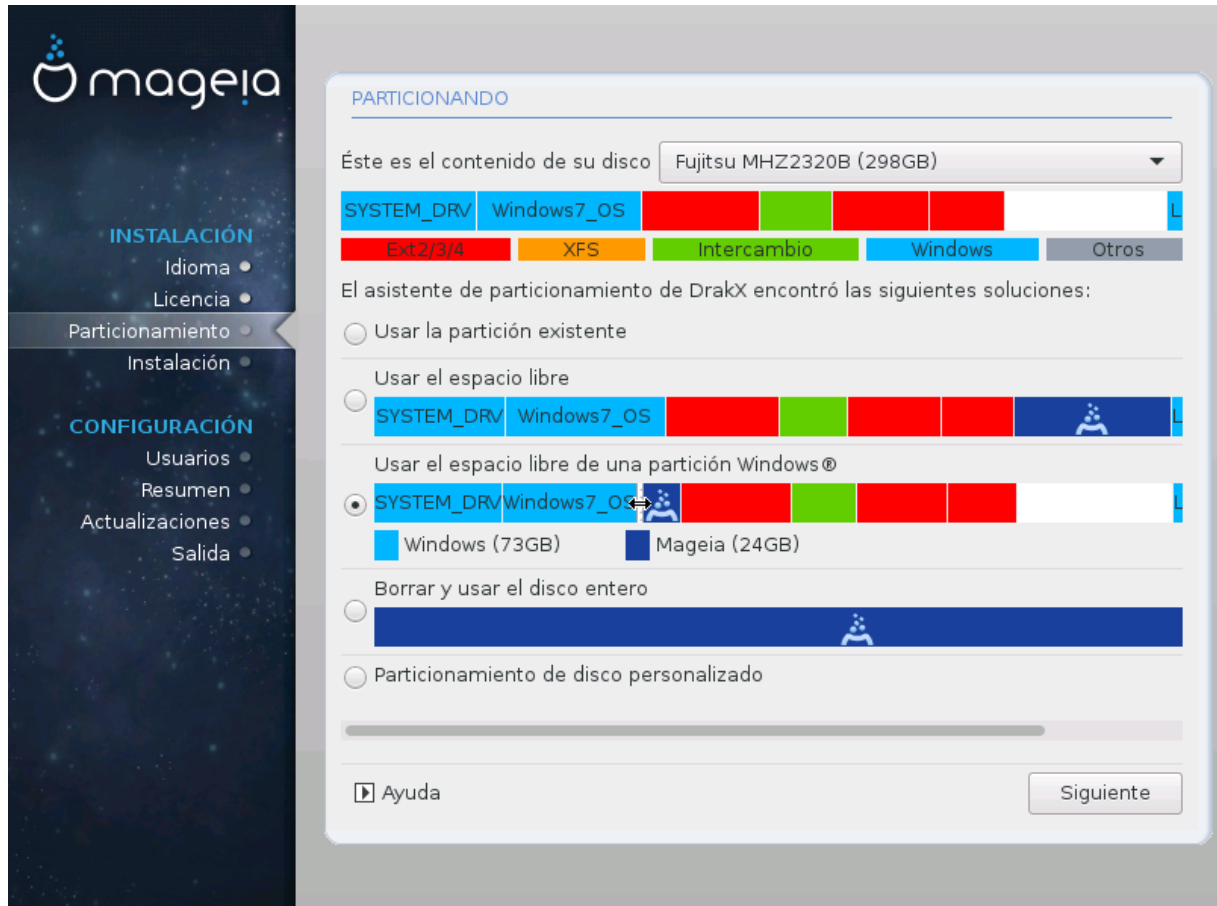 mageia
INSTALACIÓN
Idioma
Licencia
Particionamiento
Instalación
CONFIGURACIÓN
Usuarios
Resumen
Actualizaciones
Salida
PARTICIONANDO
Éste es el contenido de su disco Fujitsu MHZ2320B (298GB)
SYSTEM_DRV Windows7_OS L
Ext2/3/4 XFS Intercambio Windows Otros
El asistente de particionamiento de DrakX encontró las siguientes soluciones:
Usar la partición existente
Usar el espacio libre
SYSTEM_DRV Windows7_OS L
Usar el espacio libre de una partición Windows®
SYSTEM_DRV Windows7_OS L
Windows (73GB) Mageia (24GB)
Borrar y usar el disco entero
Particionamiento de disco personalizado
Ayuda
Siguiente